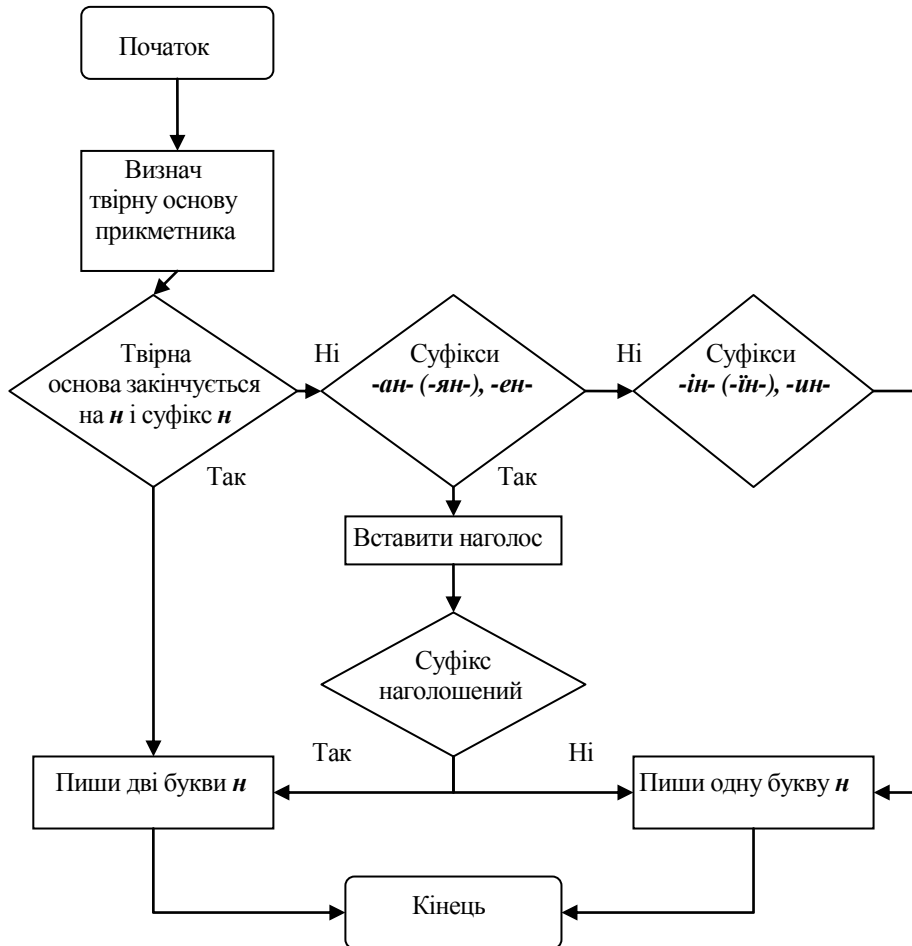 Початок
Визнач
твірну основу
прикметника
Твірна
основа закінчується
на н і суфікс н
Ні
Суфікси
-ан- (-ян-), -ен-
Ні
Суфікси
-ін- (-їн-), -ин-
Так
Так
Вставити наголос
Суфікс
наголошений
Так
Ні
Пиши дві букви н
Пиши одну букву н
Кінець